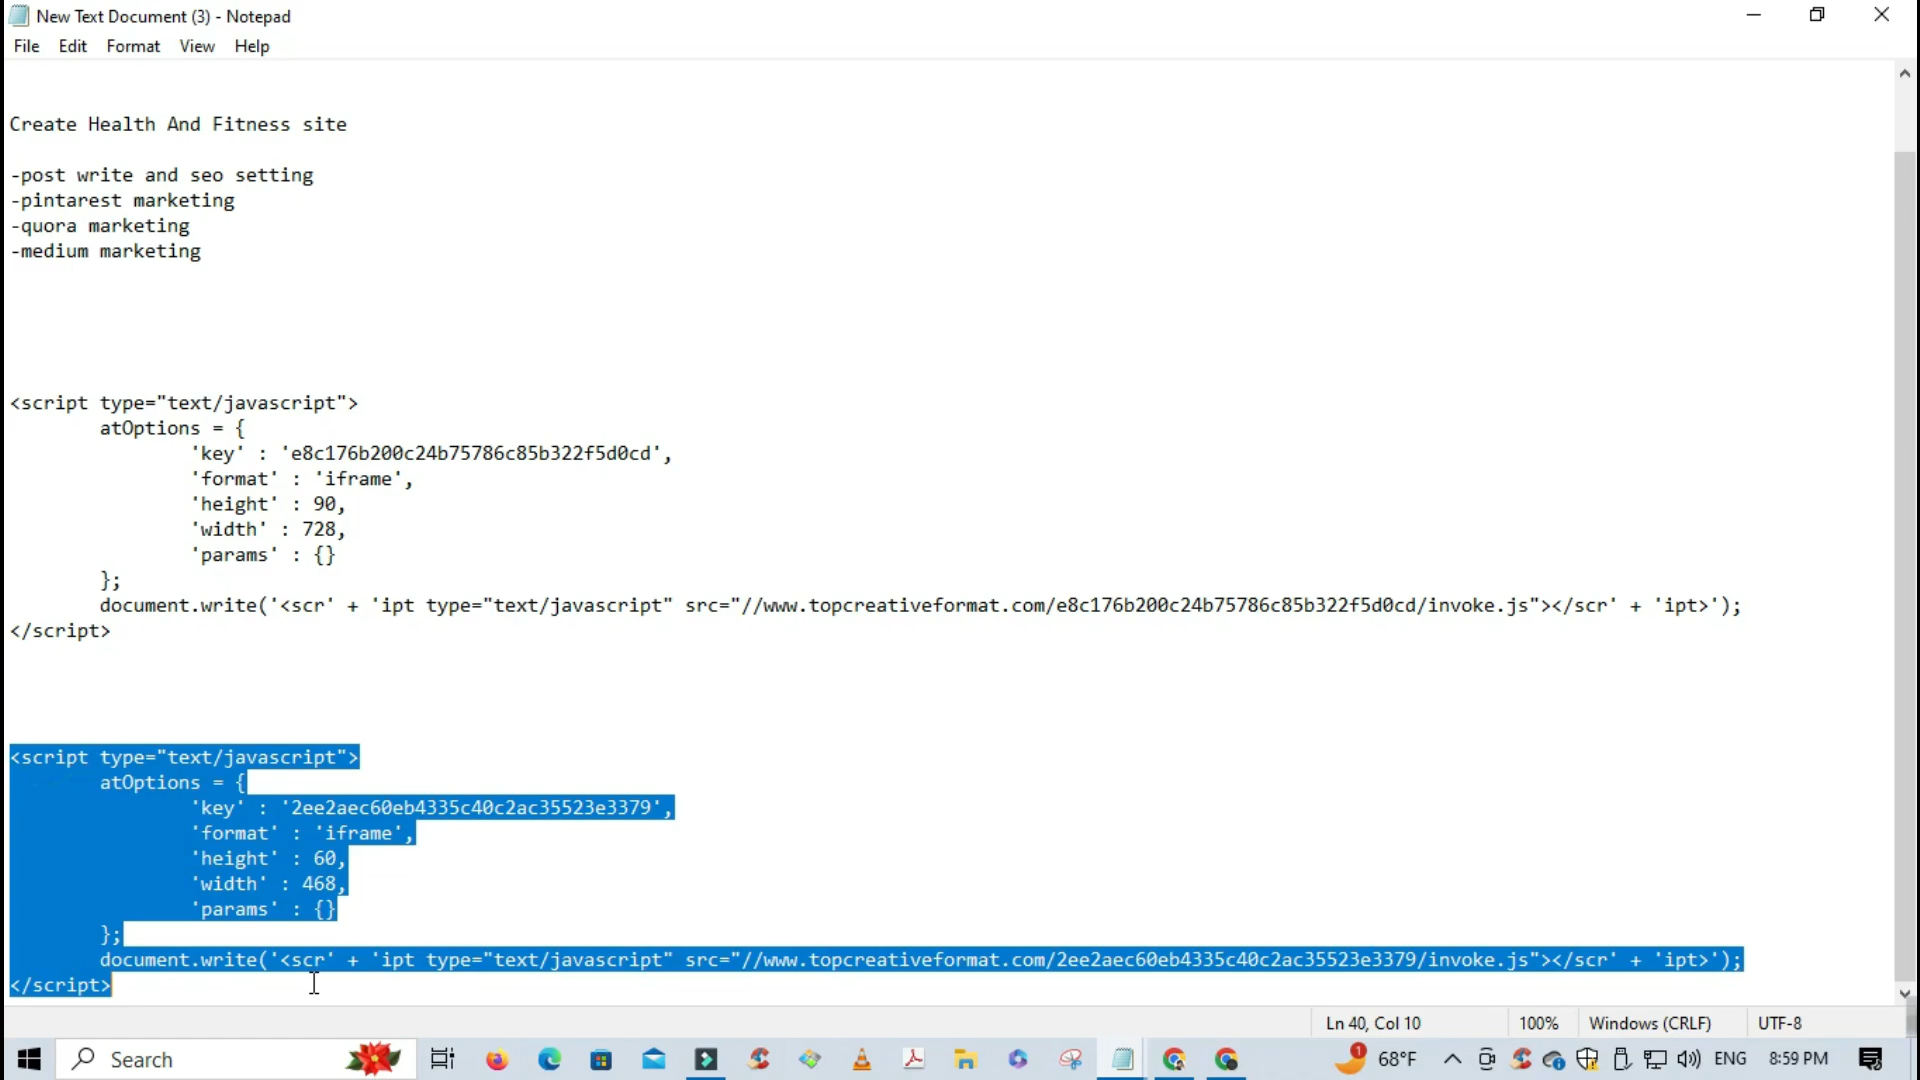 New Text Document (3) - Notepad
File Edit Format View Help
Create Health And Fitness site
-post write and seo setting
-pintarest marketing
-quora marketing
-medium marketing
<script type="text/javascript">
atOptions = {
'key' : 'e8c176b200c24b75786c85b322f5d0cd',
'format' : 'iframe',
'height' : 90,
'width' : 728,
'params' : {}
};
document.write('<scr' + 'ipt type="text/javascript" src="//www.topcreativeformat.com/e8c176b200c24b75786c85b322f5d0cd/invoke.js"></scr' + 'ipt>');
</script>
<script type="text/javascript">
atOptions = {
'key' : '2ee2aec60eb4335c40c2ac35523e3379',
'format' : 'iframe',
'height' : 60,
'width' : 468,
'params' : {}
};
document.write('<scr' + 'ipt type="text/javascript" src="//www.topcreativeformat.com/2ee2aec60eb4335c40c2ac35523e3379/invoke.js"></scr' + 'ipt>');
</script>
Ln 40, Col 10 100% Windows (CRLF) UTF-8
Search 1 68°F ENG 8:59 PM